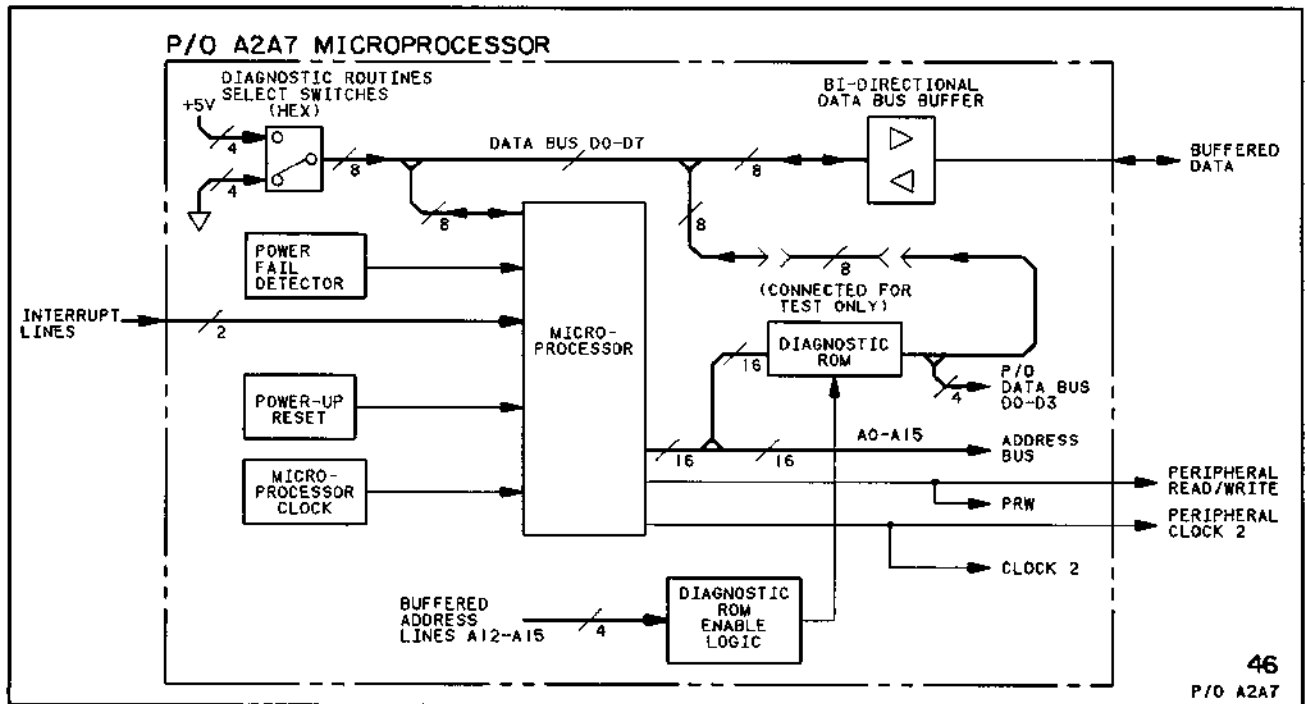 P/O A2A7 MICROPROCESSOR
DIAGNOSTIC ROUTINES
SELECT SWITCHES
(HEX)
+5V
4
4
8
DATA BUS D0-D7
8
BI-DIRECTIONAL
DATA BUS BUFFER
BUFFERED
DATA
8
8
8
(CONNECTED FOR
TEST ONLY)
POWER
FAIL
DETECTOR
INTERRUPT
LINES
2
MICRO-
PROCESSOR
16
DIAGNOSTIC
ROM
P/O
DATA BUS
D0-D3
4
POWER-UP
RESET
16
16
A0-A15
ADDRESS
BUS
MICRO-
PROCESSOR
CLOCK
PERIPHERAL
READ/WRITE
PRW
PERIPHERAL
CLOCK 2
CLOCK 2
BUFFERED
ADDRESS
LINES A12-A15
4
DIAGNOSTIC
ROM
ENABLE
LOGIC
46
P/O A2A7